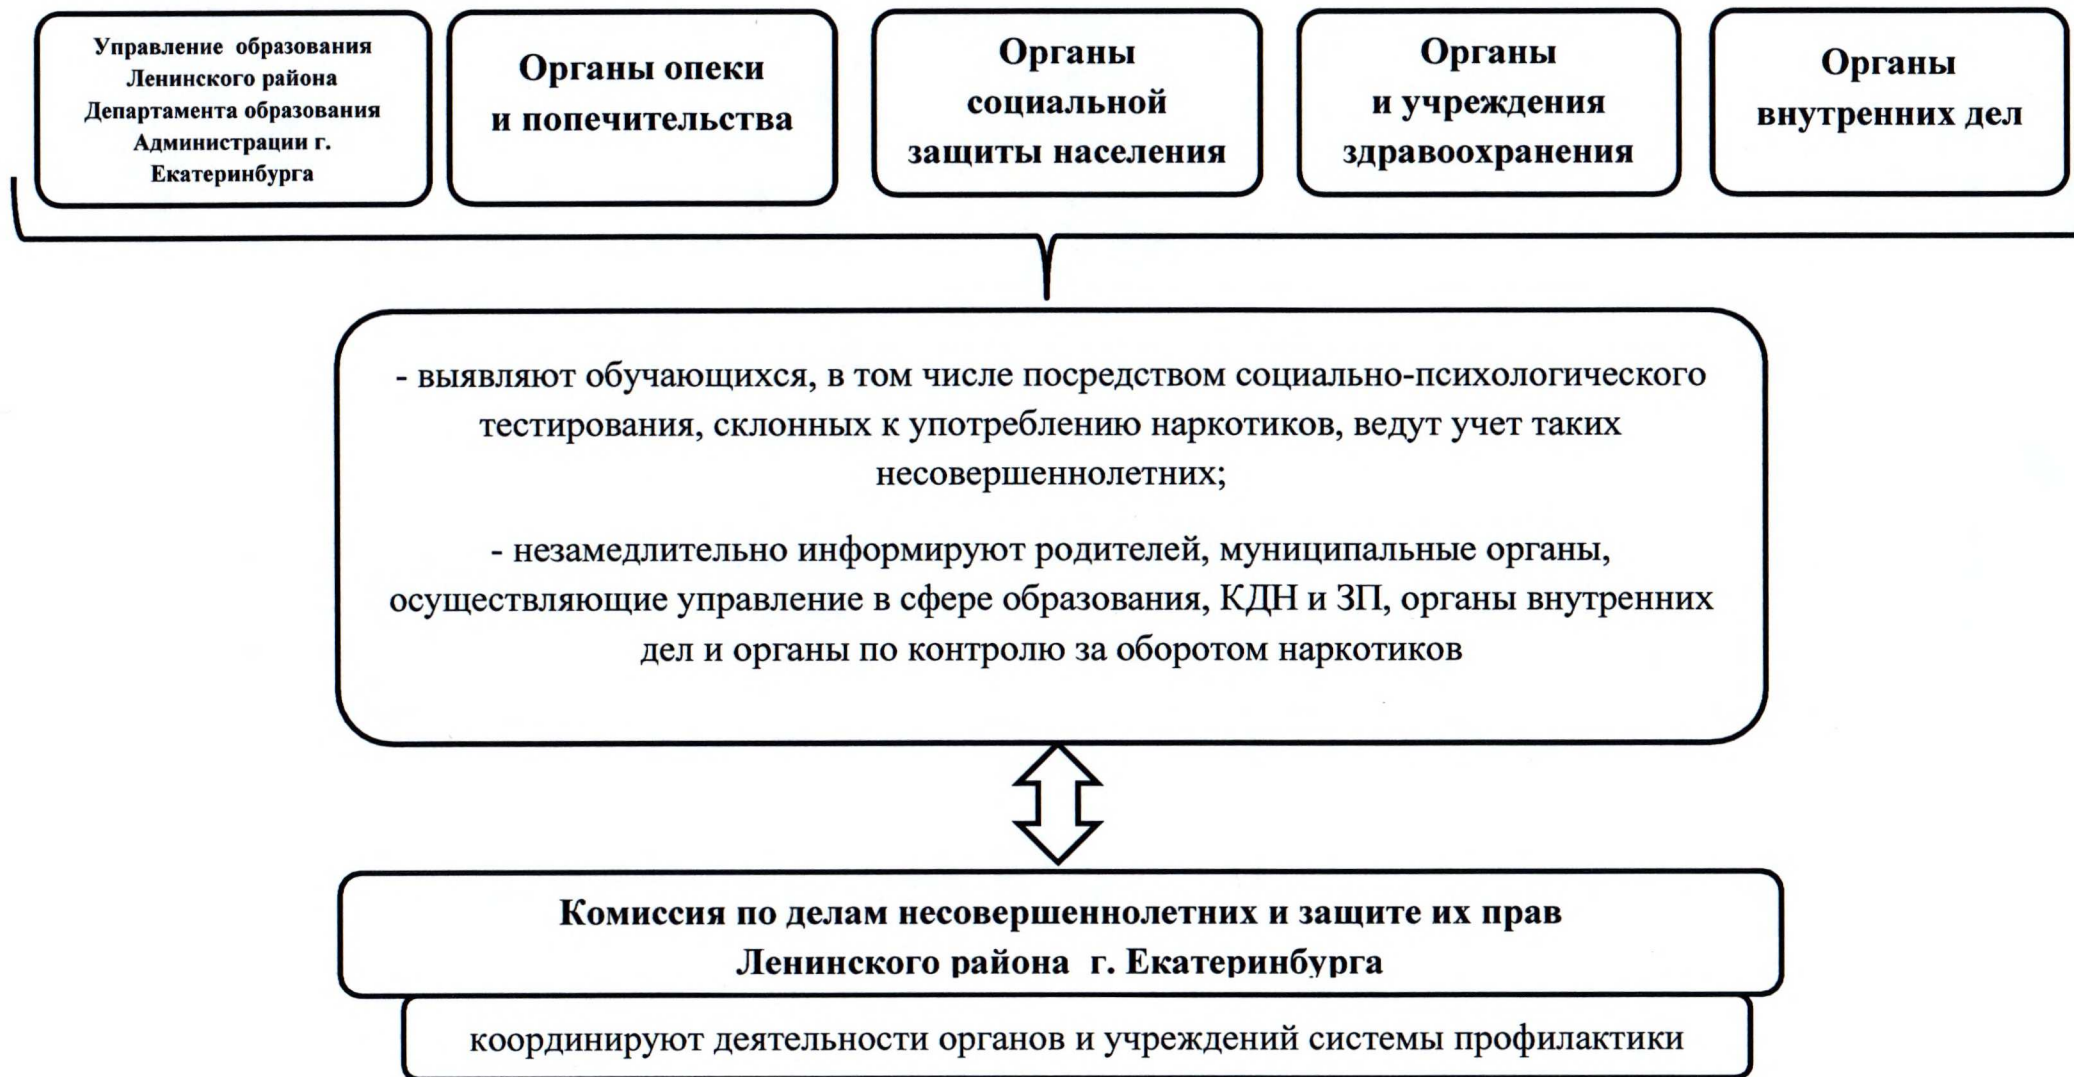 Управление образования
Ленинского района
Департамента образования
Администрации г.
Екатеринбурга
Органы опеки
и попечительства
Органы
социальной
защиты населения
Органы
и учреждения
здравоохранения
Органы
внутренних дел
- выявляют обучающихся, в том числе посредством социально-психологического
тестирования, склонных к употреблению наркотиков, ведут учет таких
несовершеннолетних;
- незамедлительно информируют родителей, муниципальные органы,
осуществляющие управление в сфере образования, КДН и ЗП, органы внутренних
дел и органы по контролю за оборотом наркотиков
Комиссия по делам несовершеннолетних и защите их прав
Ленинского района г. Екатеринбурга
координируют деятельности органов и учреждений системы профилактики